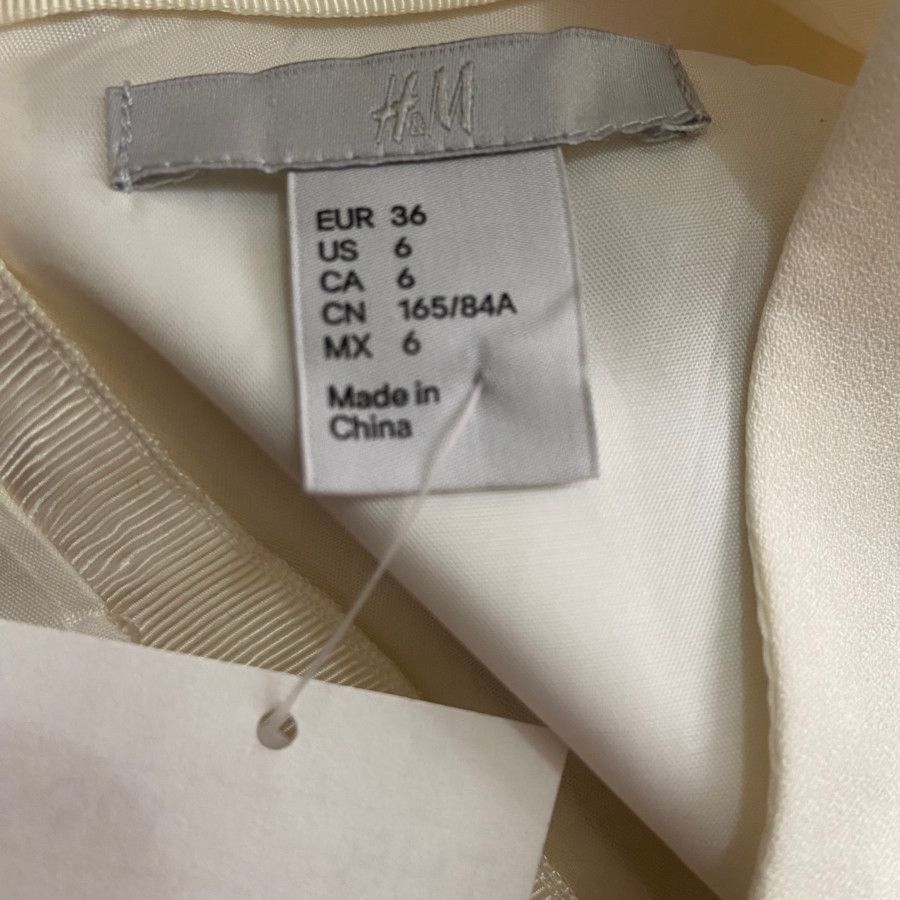 H&M
EUR 36
US 6
CA 6
CN 165/84A
MX 6
Made in
China